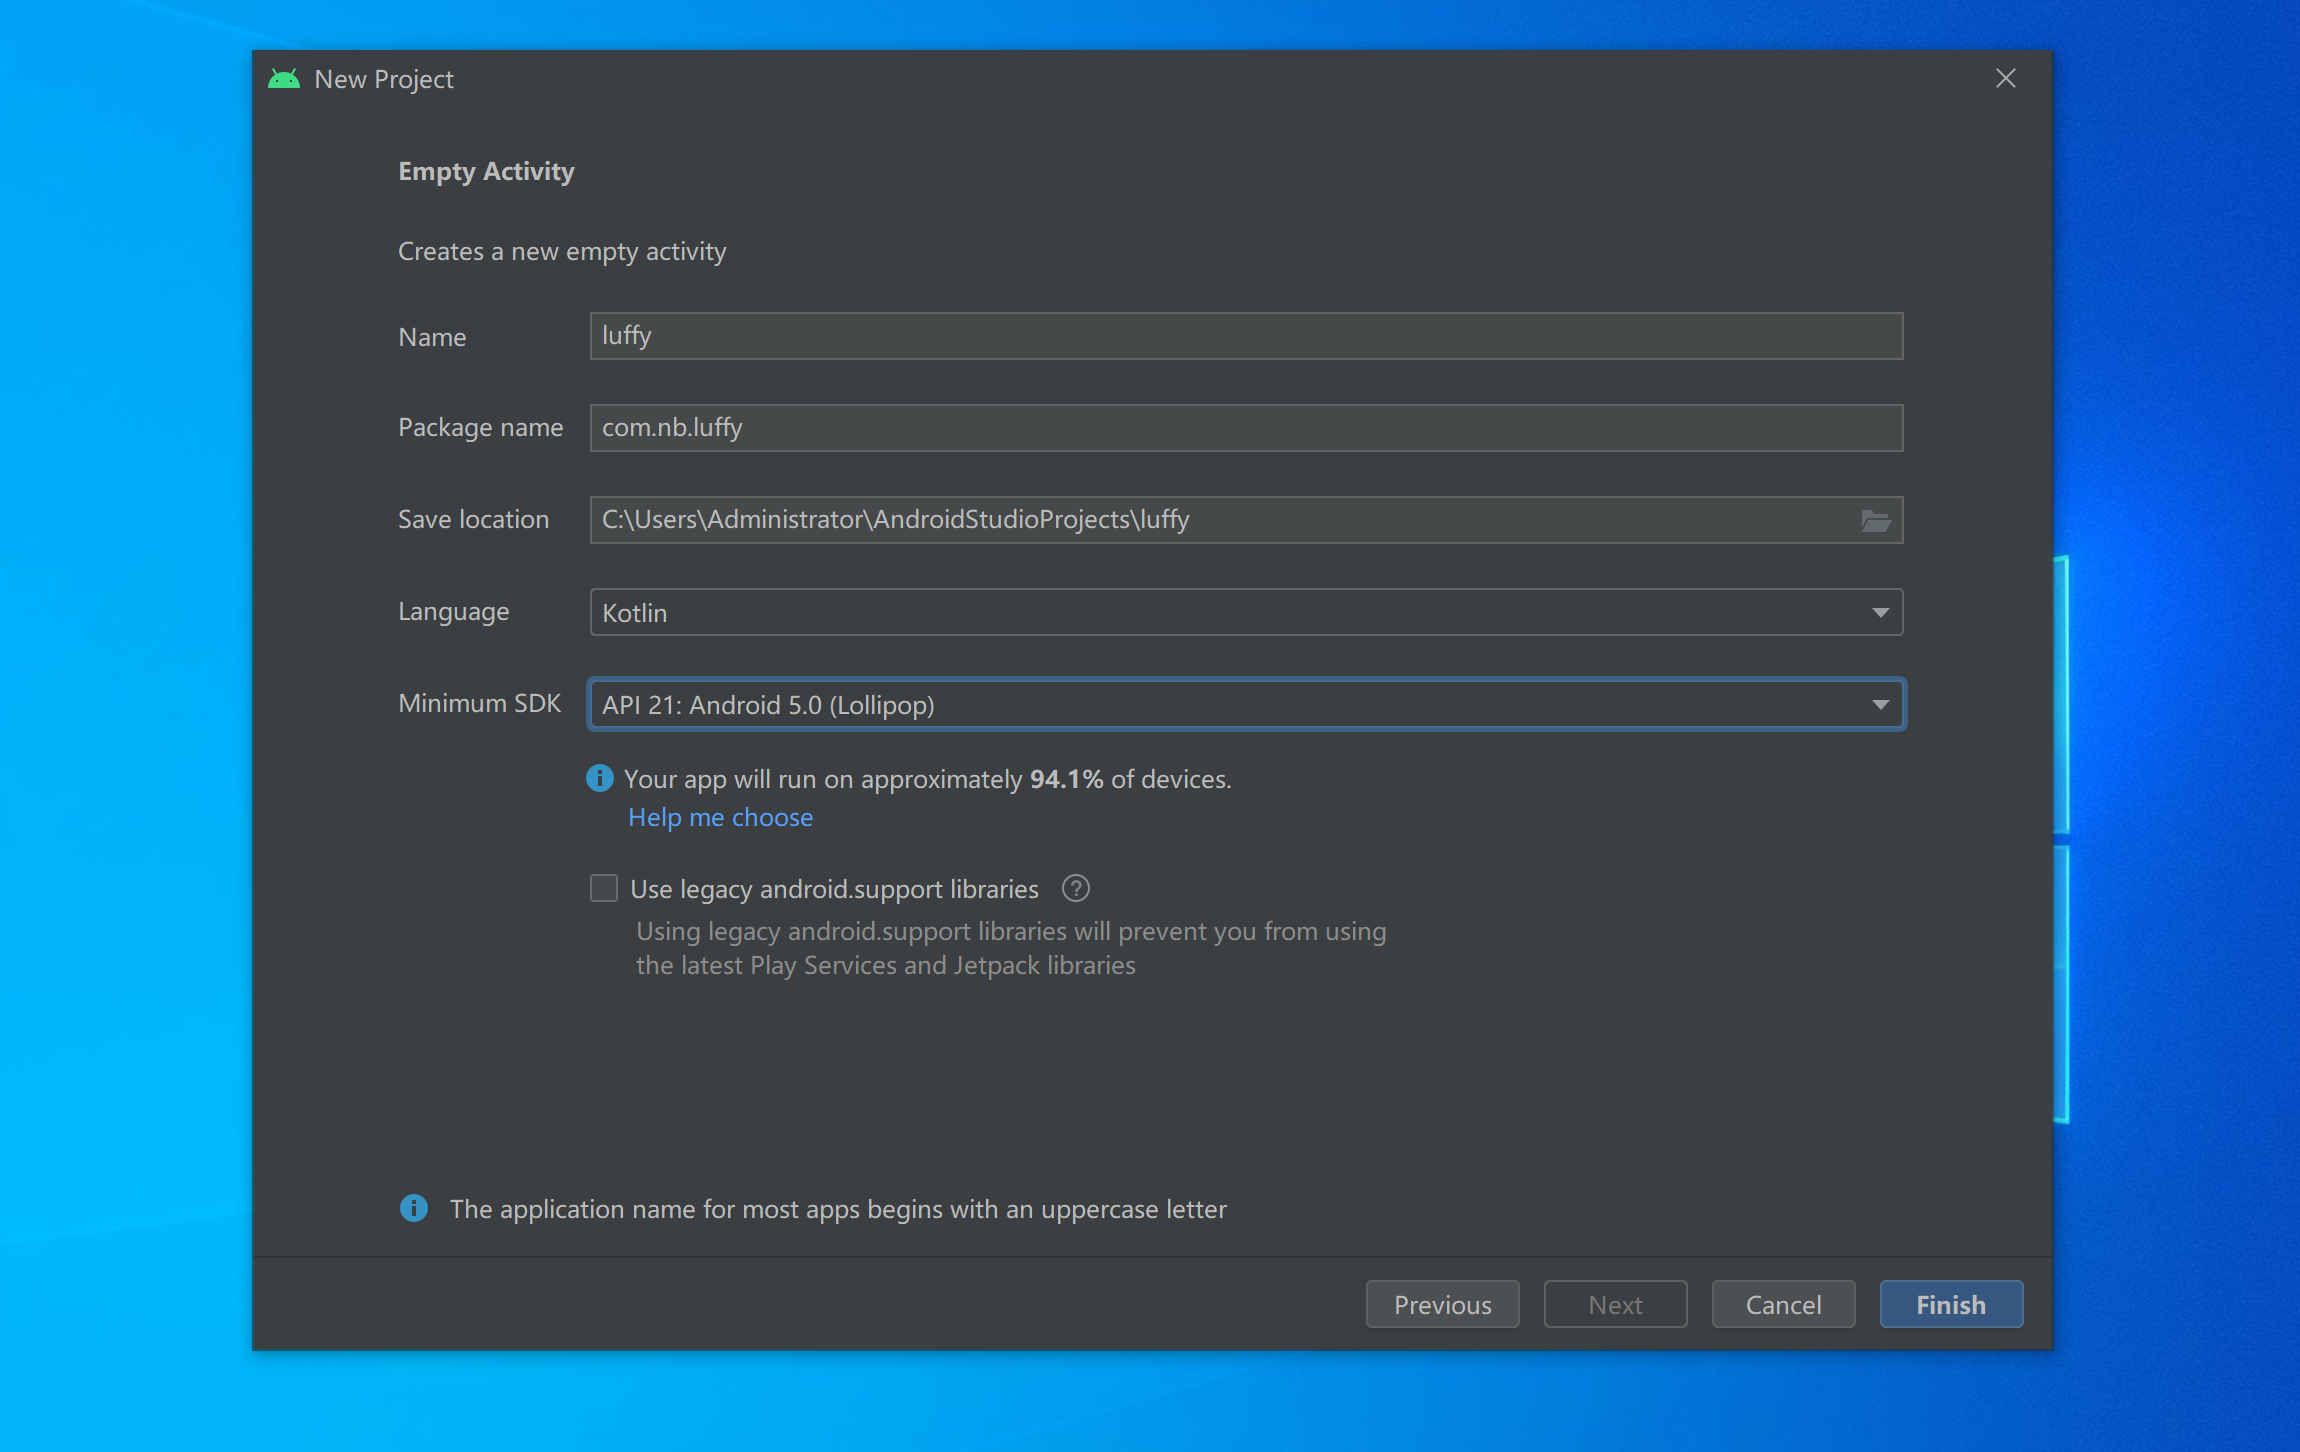 New Project
Empty Activity
Creates a new empty activity
Name
luffy
Package name
com.nb.luffy
Save location
C:\Users\Administrator\AndroidStudioProjects\luffy
Language
Kotlin
Minimum SDK
API 21: Android 5.0 (Lollipop)
Your app will run on approximately 94.1% of devices.
Help me choose
Use legacy android.support libraries
Using legacy android.support libraries will prevent you from using
the latest Play Services and Jetpack libraries
The application name for most apps begins with an uppercase letter
Previous
Next
Cancel
Finish